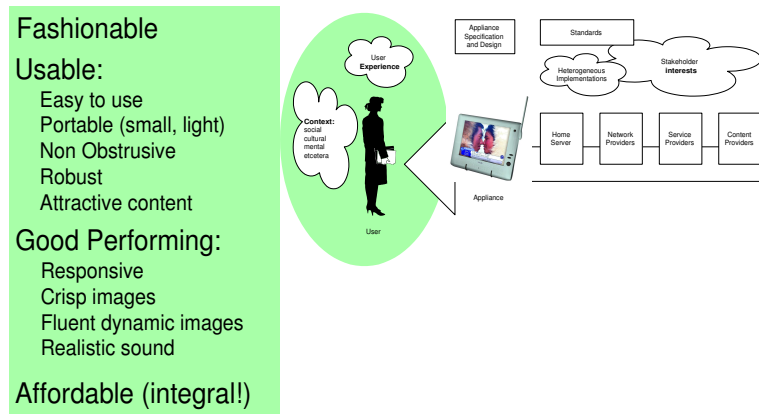 Fashionable
Usable:
Easy to use
Portable (small, light)
Non Obstrusive
Robust
Attractive content
Good Performing:
Responsive
Crisp images
Fluent dynamic images
Realistic sound
Affordable (integral!)
User
Experience
Context:
social
cultural
mental
etcetera
User
Appliance
Specification
and Design
Appliance
Standards
Heterogeneous
Implementations
Stakeholder
interests
Home
Server
Network
Providers
Service
Providers
Content
Providers